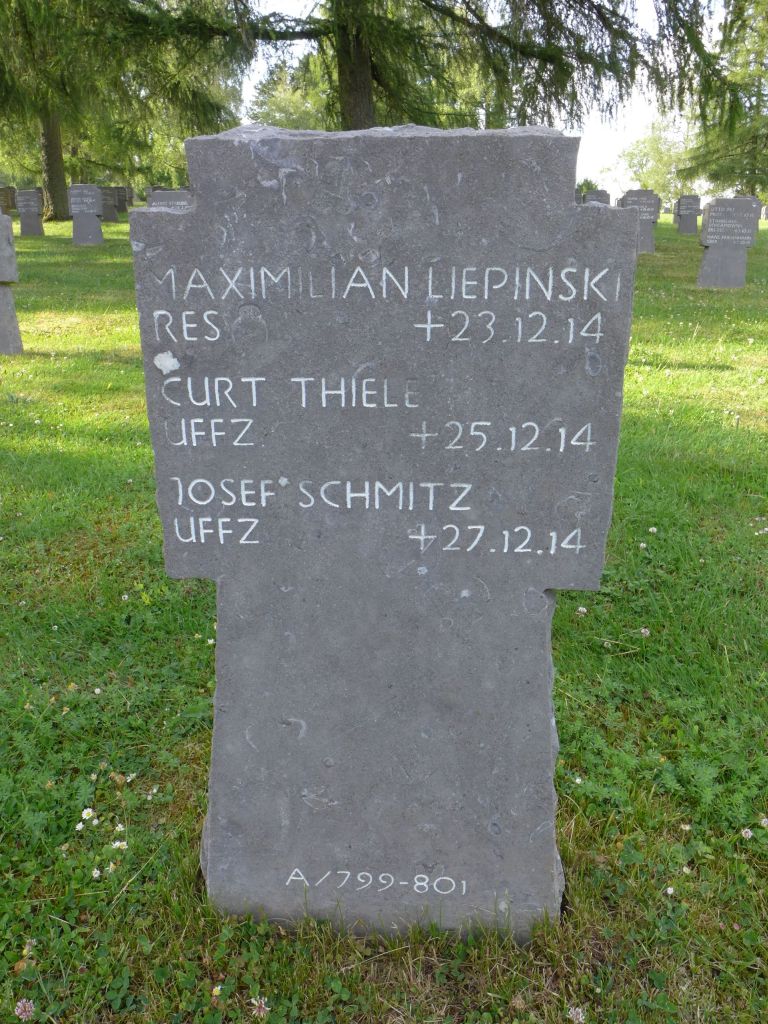 MAXIMILIAN LIEPINSKI
RES +23.12.14
CURT THIELE
UFFZ +25.12.14
JOSEF SCHMITZ
UFFZ +27.12.14
A/799-801